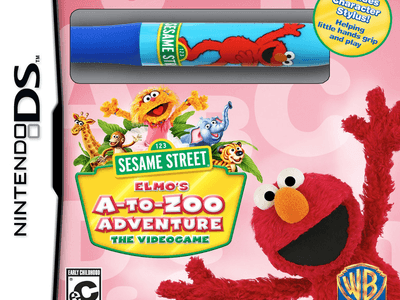 NINTENDO DS
SESAME STREET
Character
Stylus!
Helping
little hands grip
and play
123
SESAME STREET
ELMO'S
A-TO-ZOO
ADVENTURE
THE VIDEOGAME
EARLY CHILDHOOD
eC
WB